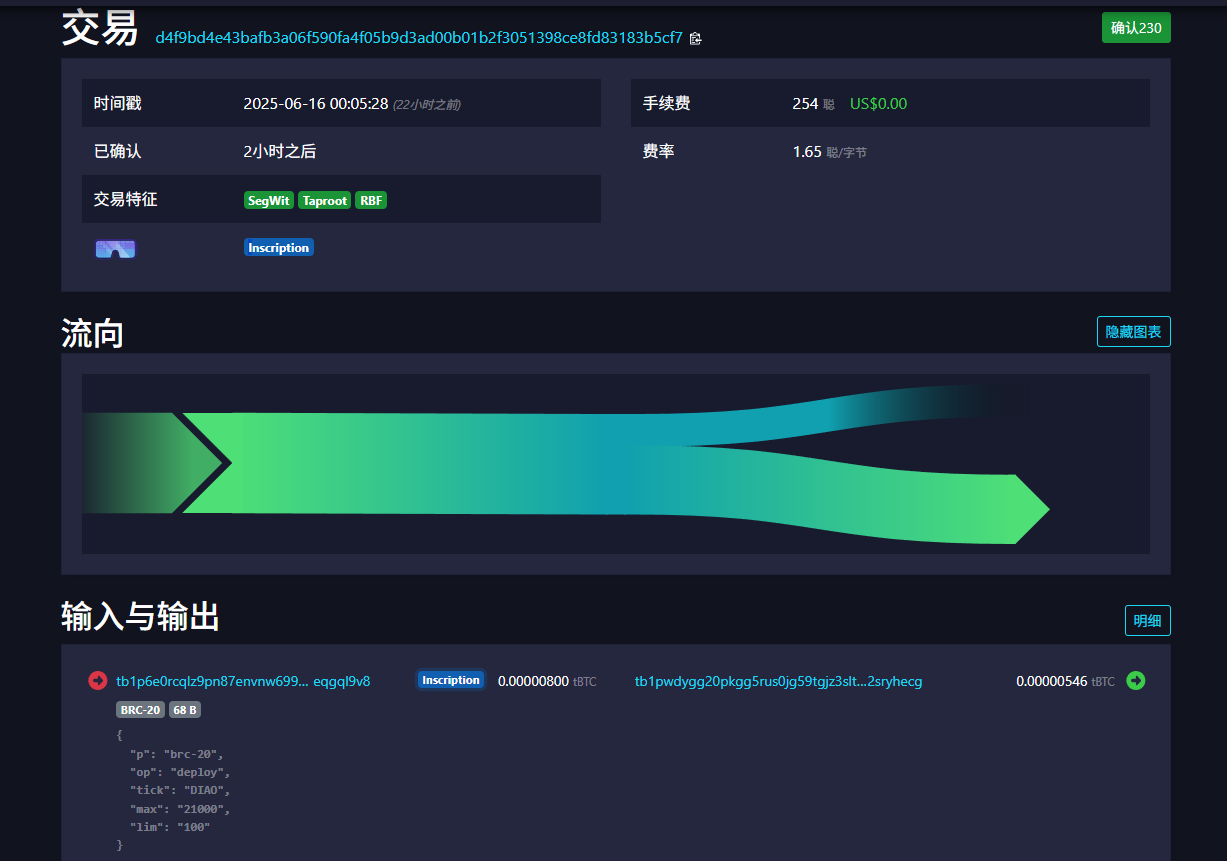 交易 d4f9bd4e43bafb3a06f590fa4f05b9d3ad00b01b2f3051398ce8fd83183b5cf7 确认230
时间戳 2025-06-16 00:05:28 (22小时之前) 手续费 254 聪 US$0.00
已确认 2小时之后 费率 1.65 聪/字节
交易特征 SegWit Taproot RBF
Inscription
流向 隐藏图表
输入与输出 明细
tb1p6e0rcqlz9pn87envnw699... eqgql9v8 Inscription 0.00000800 tBTC tb1pwdygg20pkgg5rus0jg59tgjz3slt...2sryhecg 0.00000546 tBTC
BRC-20 68 B
{
"p": "brc-20",
"op": "deploy",
"tick": "DIAO",
"max": "21000",
"lim": "100"
}